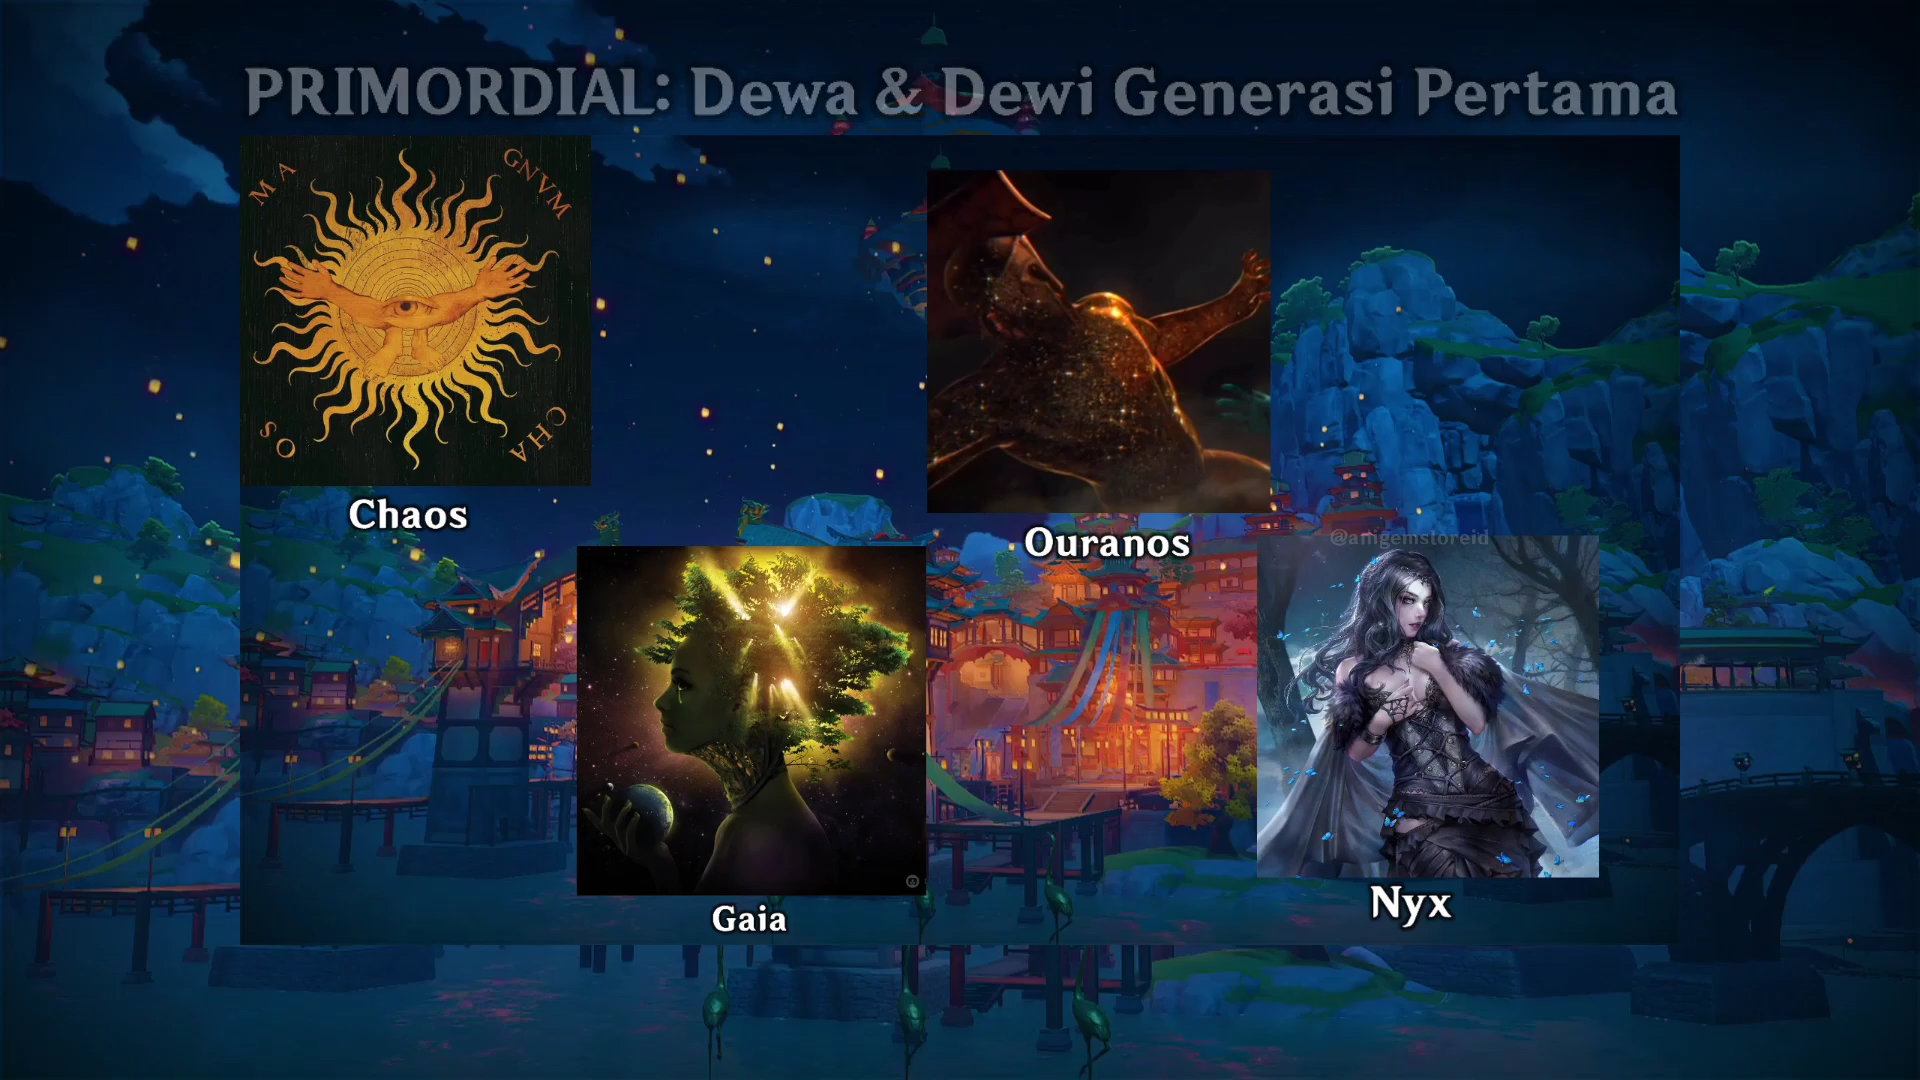 PRIMORDIAL: Dewa & Dewi Generasi Pertama
MA
GNVM
OS
CHA
Chaos
Ouranos
@amgemstoreid
Gaia
Nyx